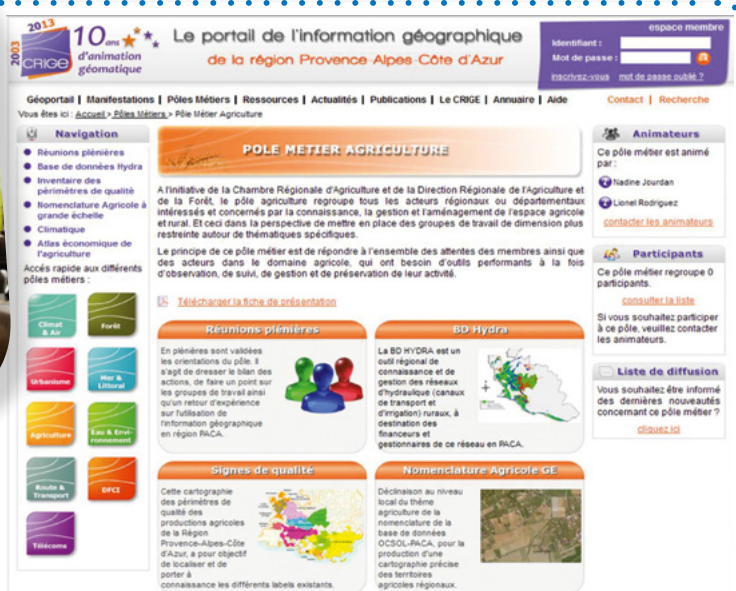 2003
2013
CRIGE
10 ans
d'animation
géomatique
Le portail de l'information géographique
de la région Provence-Alpes-Côte d'Azur
espace membre
Identifiant :
Mot de passe :
inscrivez-vous mot de passe oublié ?
Géoportail | Manifestations | Pôles Métiers | Ressources | Actualités | Publications | Le CRIGE | Annuaire | Aide
Contact | Recherche
Vous êtes ici : Accueil > Pôles Métiers > Pôle Métier Agriculture
Navigation
Réunions plénières
Base de données Hydra
Inventaire des
périmètres de qualité
Nomenclature Agricole à
grande échelle
Climatique
Atlas économique de
l'agriculture
Accés rapide aux différents
pôles métiers :
Climat
& Air
Forêt
Urbanisme
Mer &
Littoral
Agriculture
Eau & Envi-
ronnement
Route &
Transport
DFCI
Télécoms
POLE METIER AGRICULTURE
A l'initiative de la Chambre Régionale d'Agriculture et de la Direction Régionale de l'Agriculture et
de la Forêt, le pôle agriculture regroupe tous les acteurs régionaux ou départementaux
intéressés et concernés par la connaissance, la gestion et l'aménagement de l'espace agricole
et rural. Et ceci dans la perspective de mettre en place des groupes de travail de dimension plus
restreinte autour de thématiques spécifiques.
Le principe de ce pôle métier est de répondre à l'ensemble des attentes des membres ainsi que
des acteurs dans le domaine agricole, qui ont besoin d'outils performants à la fois
d'observation, de suivi, de gestion et de préservation de leur activité.
Télécharger la fiche de présentation
Réunions plénières
En plénières sont validées
les orientations du pôle. Il
s'agit de dresser le bilan des
actions, de faire un point sur
les groupes de travail ainsi
qu'un retour d'expérience
sur l'utilisation de
l'information géographique
en région PACA.
BD Hydra
La BD HYDRA est un
outil régional de
connaissance et de
gestion des réseaux
d'hydraulique (canaux
de transport et
d'irrigation) ruraux, à
destination des
financeurs et
gestionnaires de ce réseau en PACA.
Signes de qualité
Cette cartographie
des périmètres de
qualité des
productions agricoles
de la Région
Provence-Alpes-Côte
d'Azur, a pour objectif
de localiser et de
porter à
connaissance les différents labels existants.
Nomenclature Agricole GE
Déclinaison au niveau
local du thème
agriculture de la
nomenclature de la
base de données
OCSOL-PACA, pour la
production d'une
cartographie précise
des territoires
agricoles régionaux.
Animateurs
Ce pôle métier est animé
par :
Nadine Jourdan
Lionel Rodriguez
contacter les animateurs
Participants
Ce pôle métier regroupe 0
participants.
consulter la liste
Si vous souhaitez participer
à ce pôle, veuillez contacter
les animateurs.
Liste de diffusion
Vous souhaitez être informé
des dernières nouveautés
concernant ce pôle métier ?
cliquez ici